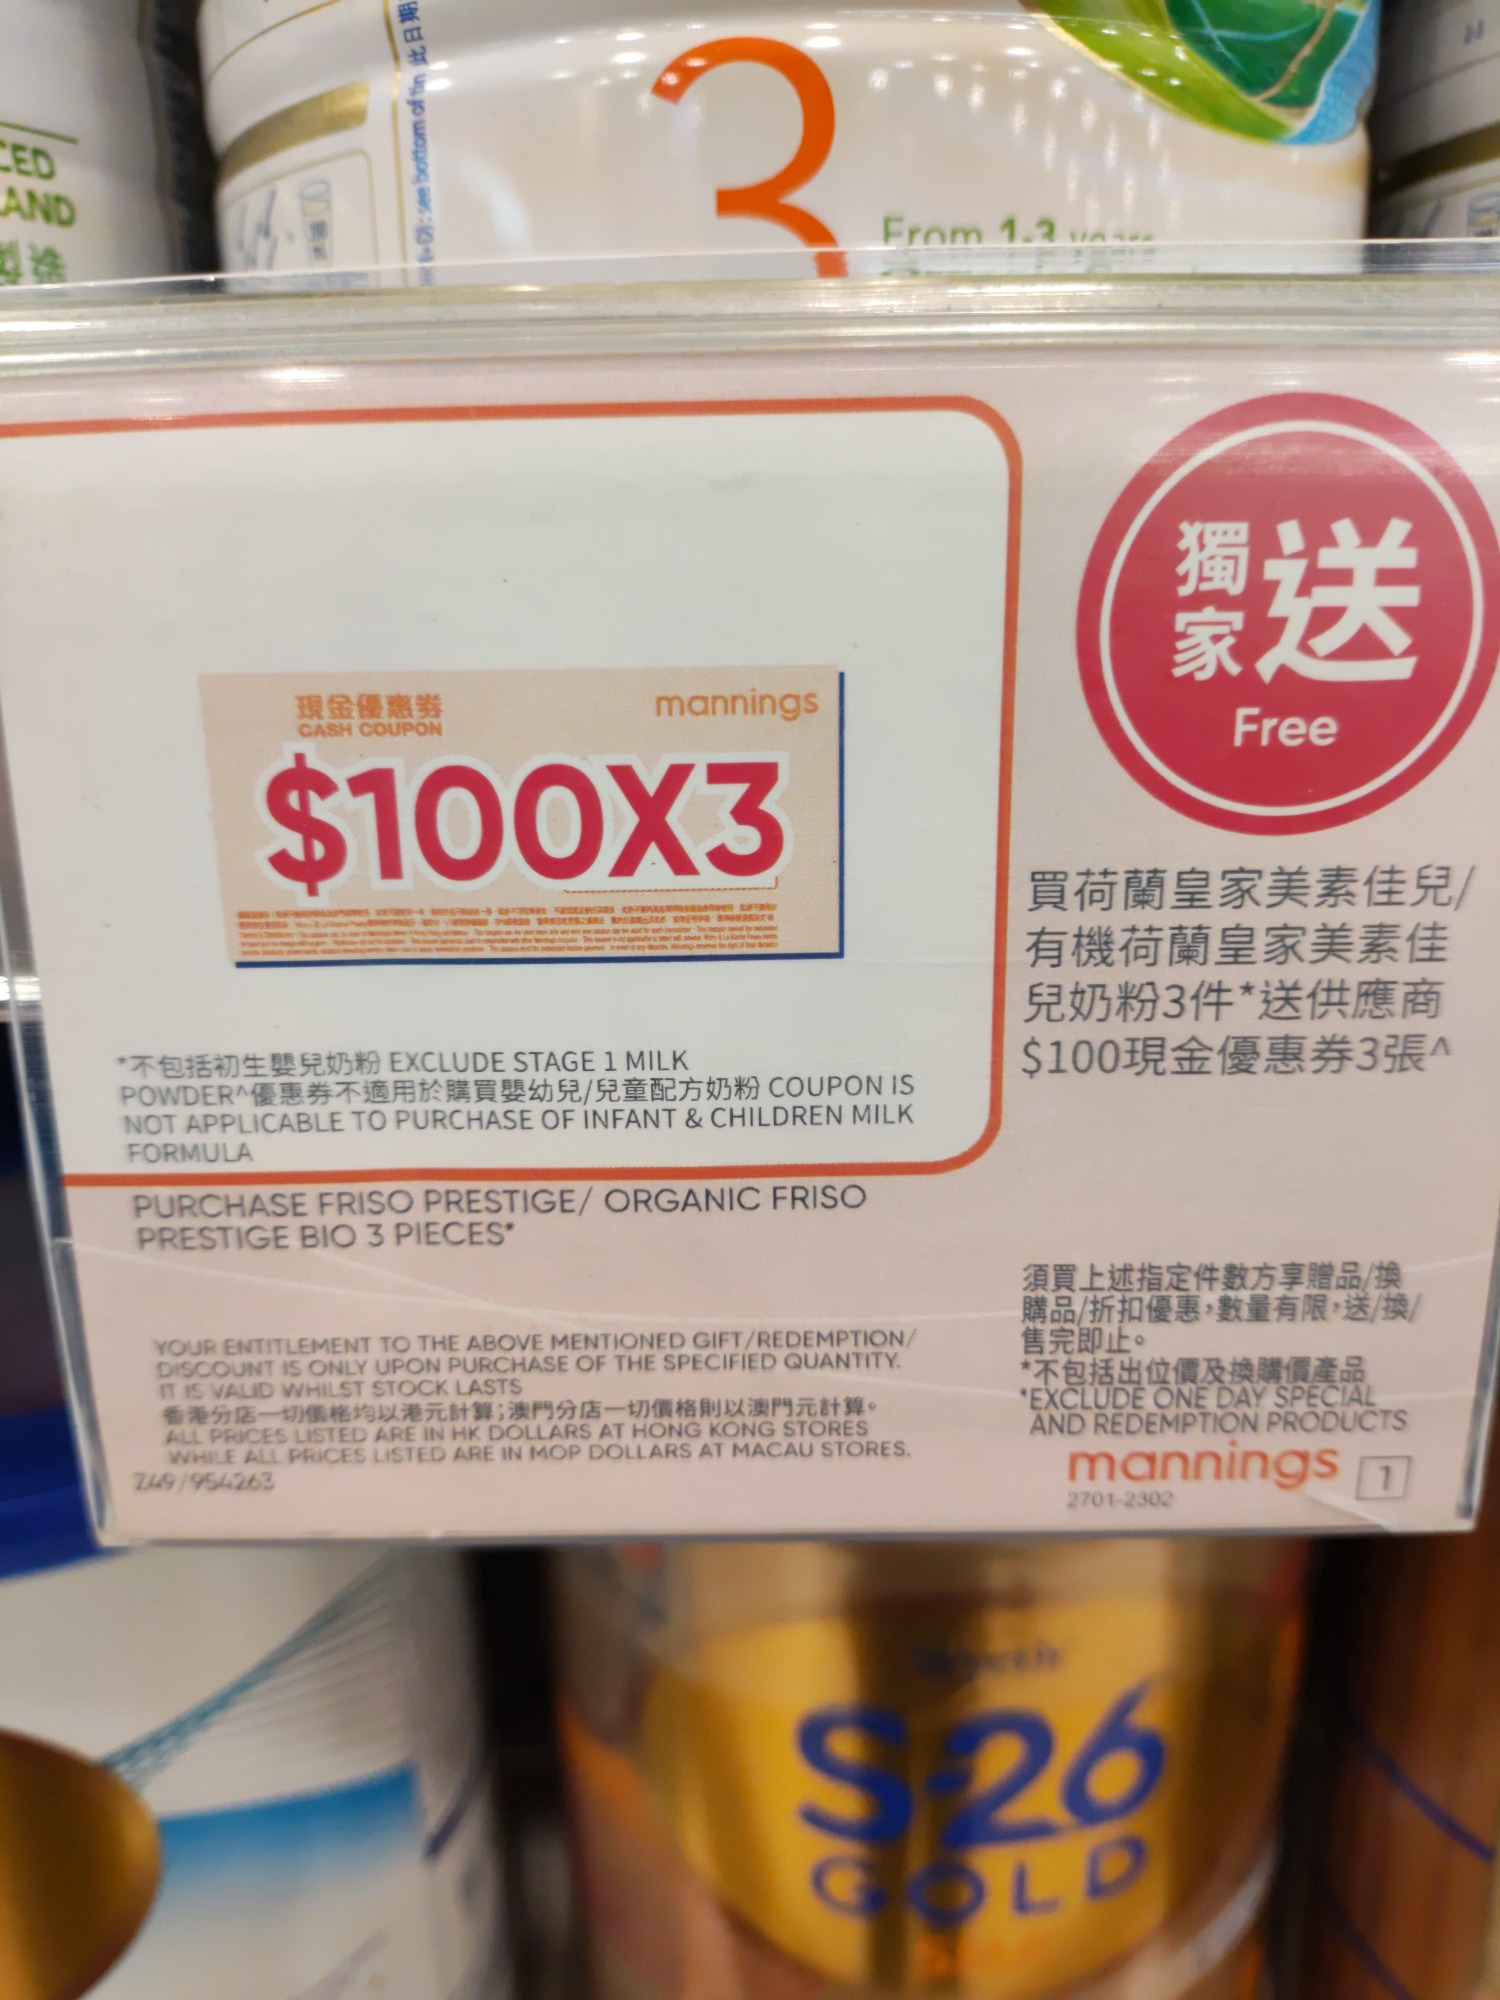 CED
LAND
製造
see bottom of tin 此日期
3
From 1-3 years
獨家
送
Free
現金優惠券
mannings
CASH COUPON
$100X3
*不包括初生嬰兒奶粉 EXCLUDE STAGE 1 MILK
POWDER^優惠券不適用於購買嬰幼兒/兒童配方奶粉 COUPON IS
NOT APPLICABLE TO PURCHASE OF INFANT & CHILDREN MILK
FORMULA
買荷蘭皇家美素佳兒/
有機荷蘭皇家美素佳
兒奶粉3件*送供應商
$100現金優惠券3張^
PURCHASE FRISO PRESTIGE/ ORGANIC FRISO
PRESTIGE BIO 3 PIECES*
YOUR ENTITLEMENT TO THE ABOVE MENTIONED GIFT/REDEMPTION/
DISCOUNT IS ONLY UPON PURCHASE OF THE SPECIFIED QUANTITY.
IT IS VALID WHILST STOCK LASTS
香港分店一切價格均以港元計算;澳門分店一切價格則以澳門元計算。
ALL PRICES LISTED ARE IN HK DOLLARS AT HONG KONG STORES
WHILE ALL PRICES LISTED ARE IN MOP DOLLARS AT MACAU STORES.
Z49/954263
須買上述指定件數方享贈品/換
購品/折扣優惠，數量有限，送/換/
售完即止。
*不包括出位價及換購價產品
*EXCLUDE ONE DAY SPECIAL
AND REDEMPTION PRODUCTS
mannings 1
2701-2302
Wyeth
S-26
GOLD